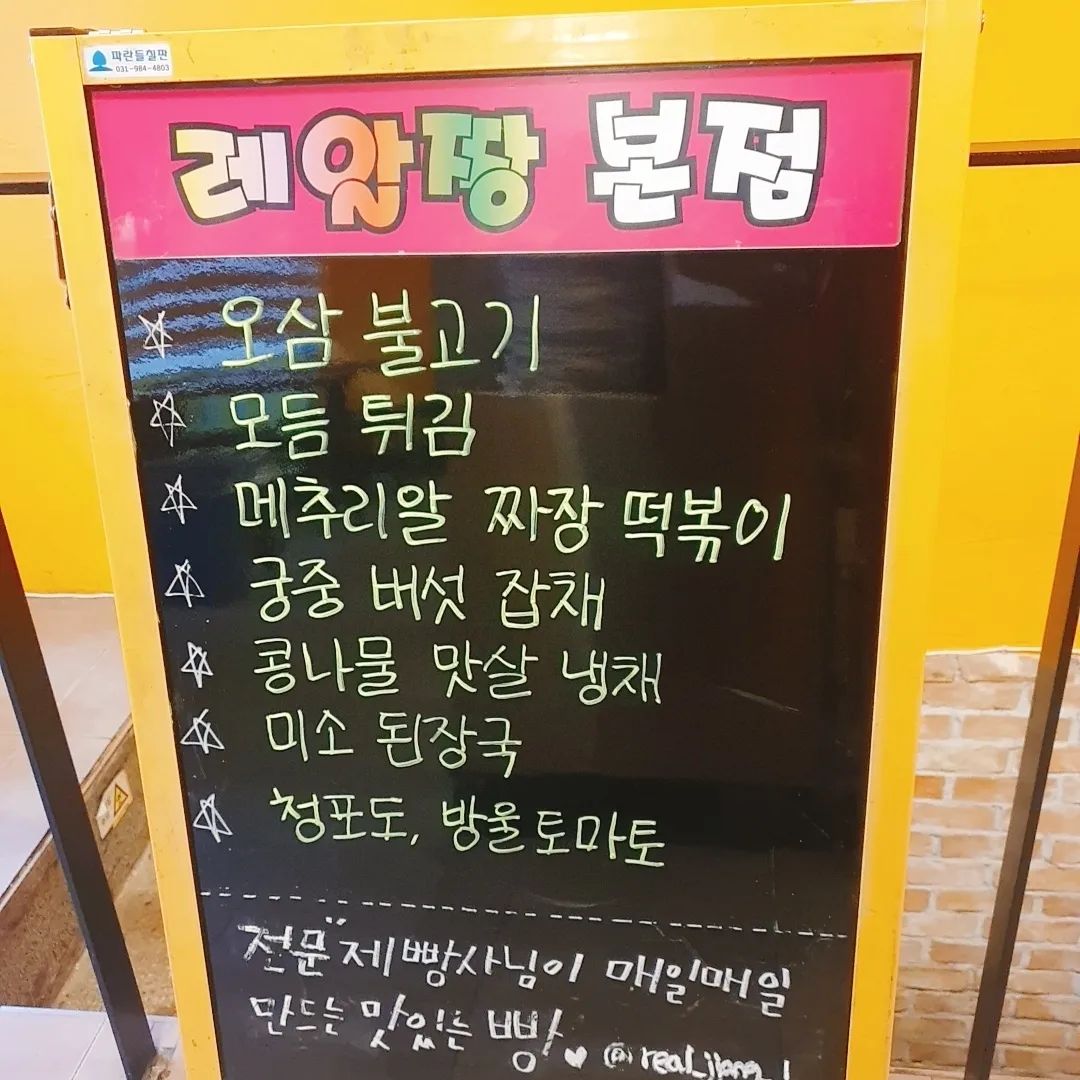 파란들칠판
031-984-4803
레알짱 본점
오삼 불고기
모듬 튀김
메추리알 짜장 떡볶이
궁중 버섯 잡채
콩나물 맛살 냉채
미소 된장국
청포도, 방울토마토
전문"제빵사님이 매일매일
만드는 맛있는 빵♥